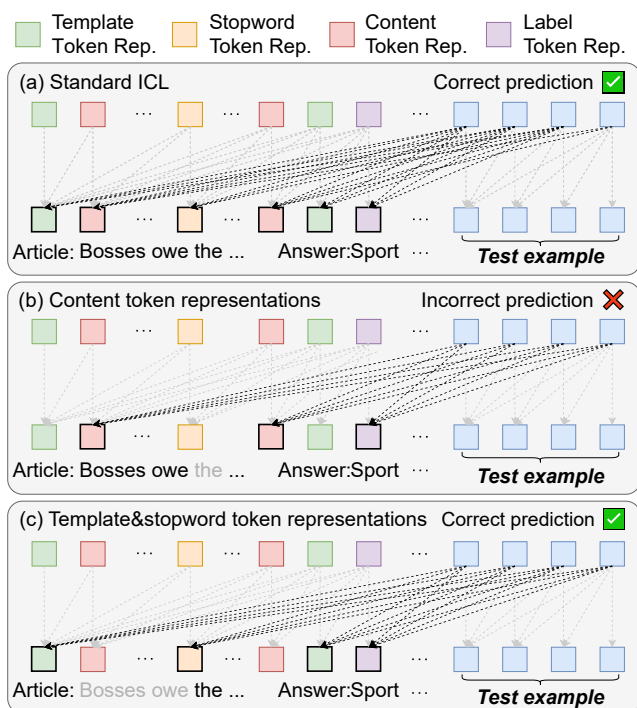 Template Token Rep.
Stopword Token Rep.
Content Token Rep.
Label Token Rep.
(a) Standard ICL Correct prediction
... ... ... ...
... ... ...
Article: Bosses owe the ... Answer:Sport ...
Test example
(b) Content token representations Incorrect prediction
... ... ...
... ... ...
Article: Bosses owe the ... Answer:Sport ...
Test example
(c) Template&stopword token representations Correct prediction
... ... ...
... ... ...
Article: Bosses owe the ... Answer:Sport ...
Test example